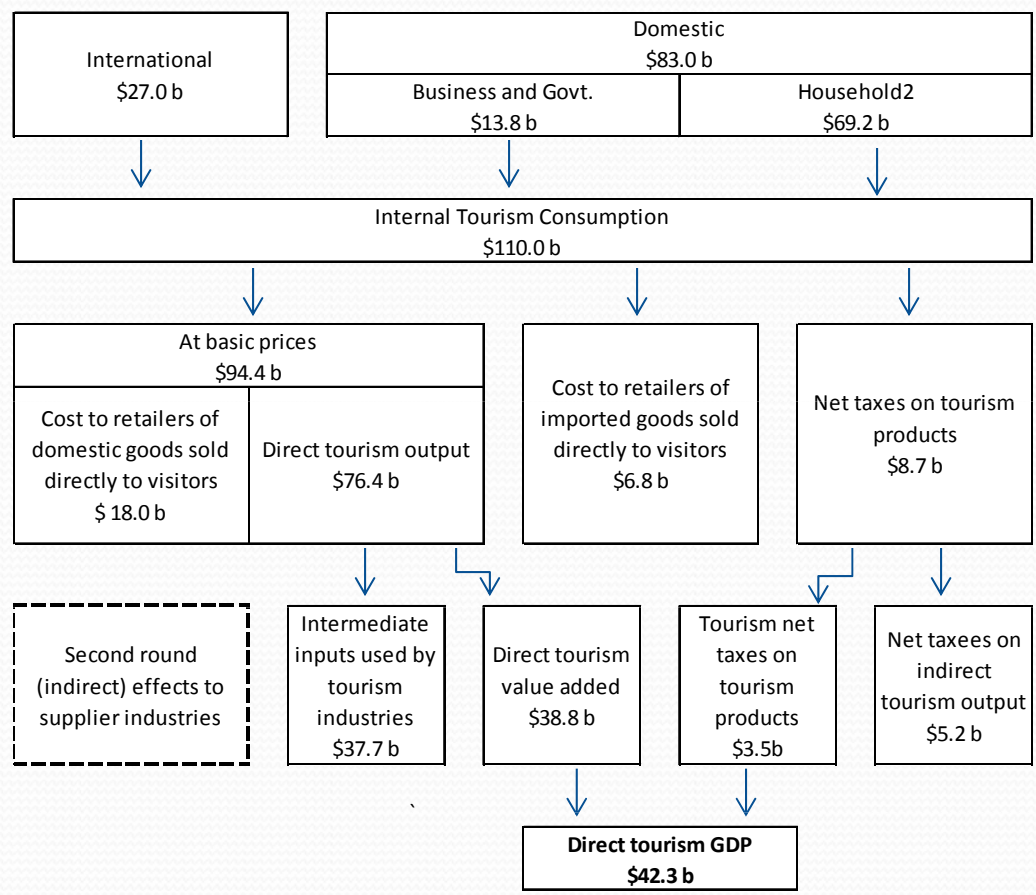 International
$27.0 b
Domestic
$83.0 b
Business and Govt.
$13.8 b
Household2
$69.2 b
Internal Tourism Consumption
$110.0 b
At basic prices
$94.4 b
Cost to retailers of
domestic goods sold
directly to visitors
$ 18.0 b
Direct tourism output
$76.4 b
Cost to retailers of
imported goods sold
directly to visitors
$6.8 b
Net taxes on tourism
products
$8.7 b
Second round
(indirect) effects to
supplier industries
Intermediate
inputs used by
tourism
industries
$37.7 b
Direct tourism
value added
$38.8 b
Tourism net
taxes on
tourism
products
$3.5b
Net taxees on
indirect
tourism output
$5.2 b
`
Direct tourism GDP
$42.3 b